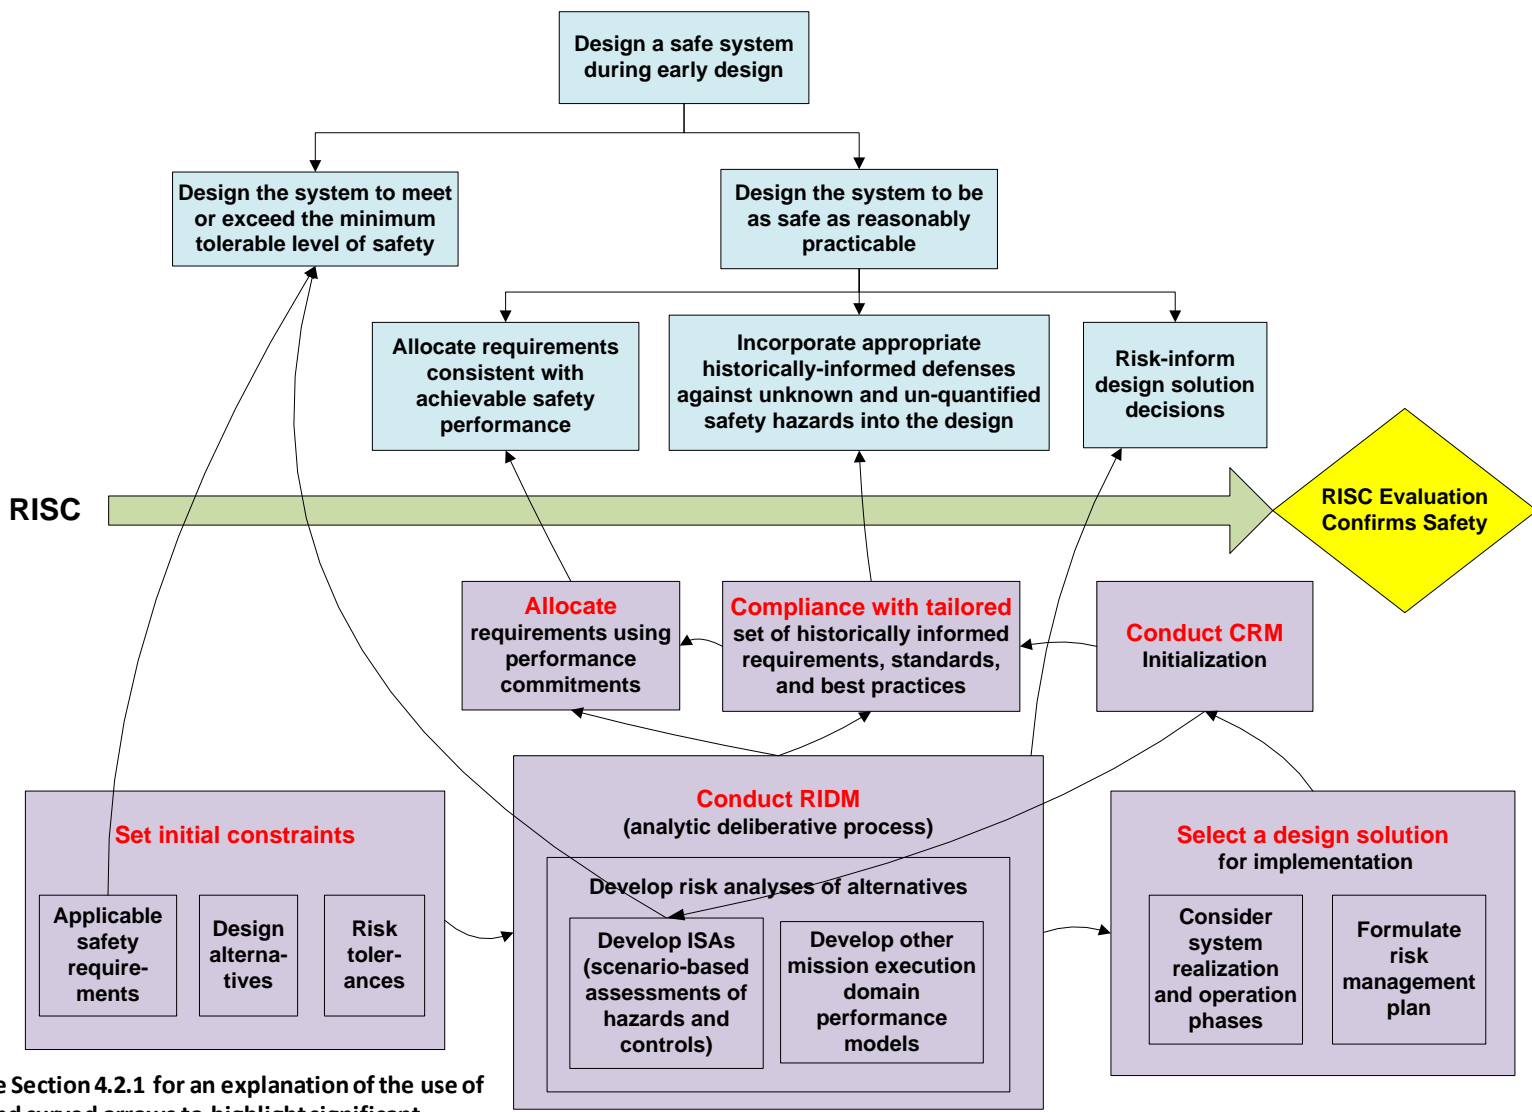 Design a safe system
during early design
Design the system to meet
or exceed the minimum
tolerable level of safety
Design the system to be
as safe as reasonably
practicable
Allocate requirements
consistent with
achievable safety
performance
Incorporate appropriate
historically-informed defenses
against unknown and un-quantified
safety hazards into the design
Risk-inform
design solution
decisions
RISC
RISC Evaluation
Confirms Safety
Allocate
requirements using
performance
commitments
Compliance with tailored
set of historically informed
requirements, standards,
and best practices
Conduct CRM
Initialization
Set initial constraints
Applicable
safety
require-
ments
Design
alterna-
tives
Risk
toler-
ances
Conduct RIDM
(analytic deliberative process)
Develop risk analyses of alternatives
Develop ISAs
(scenario-based
assessments of
hazards and
controls)
Develop other
mission execution
domain
performance
models
Select a design solution
for implementation
Consider
system
realization
and operation
phases
Formulate
risk
management
plan
Section 4.2.1 for an explanation of the use of
curved arrows to highlight significant